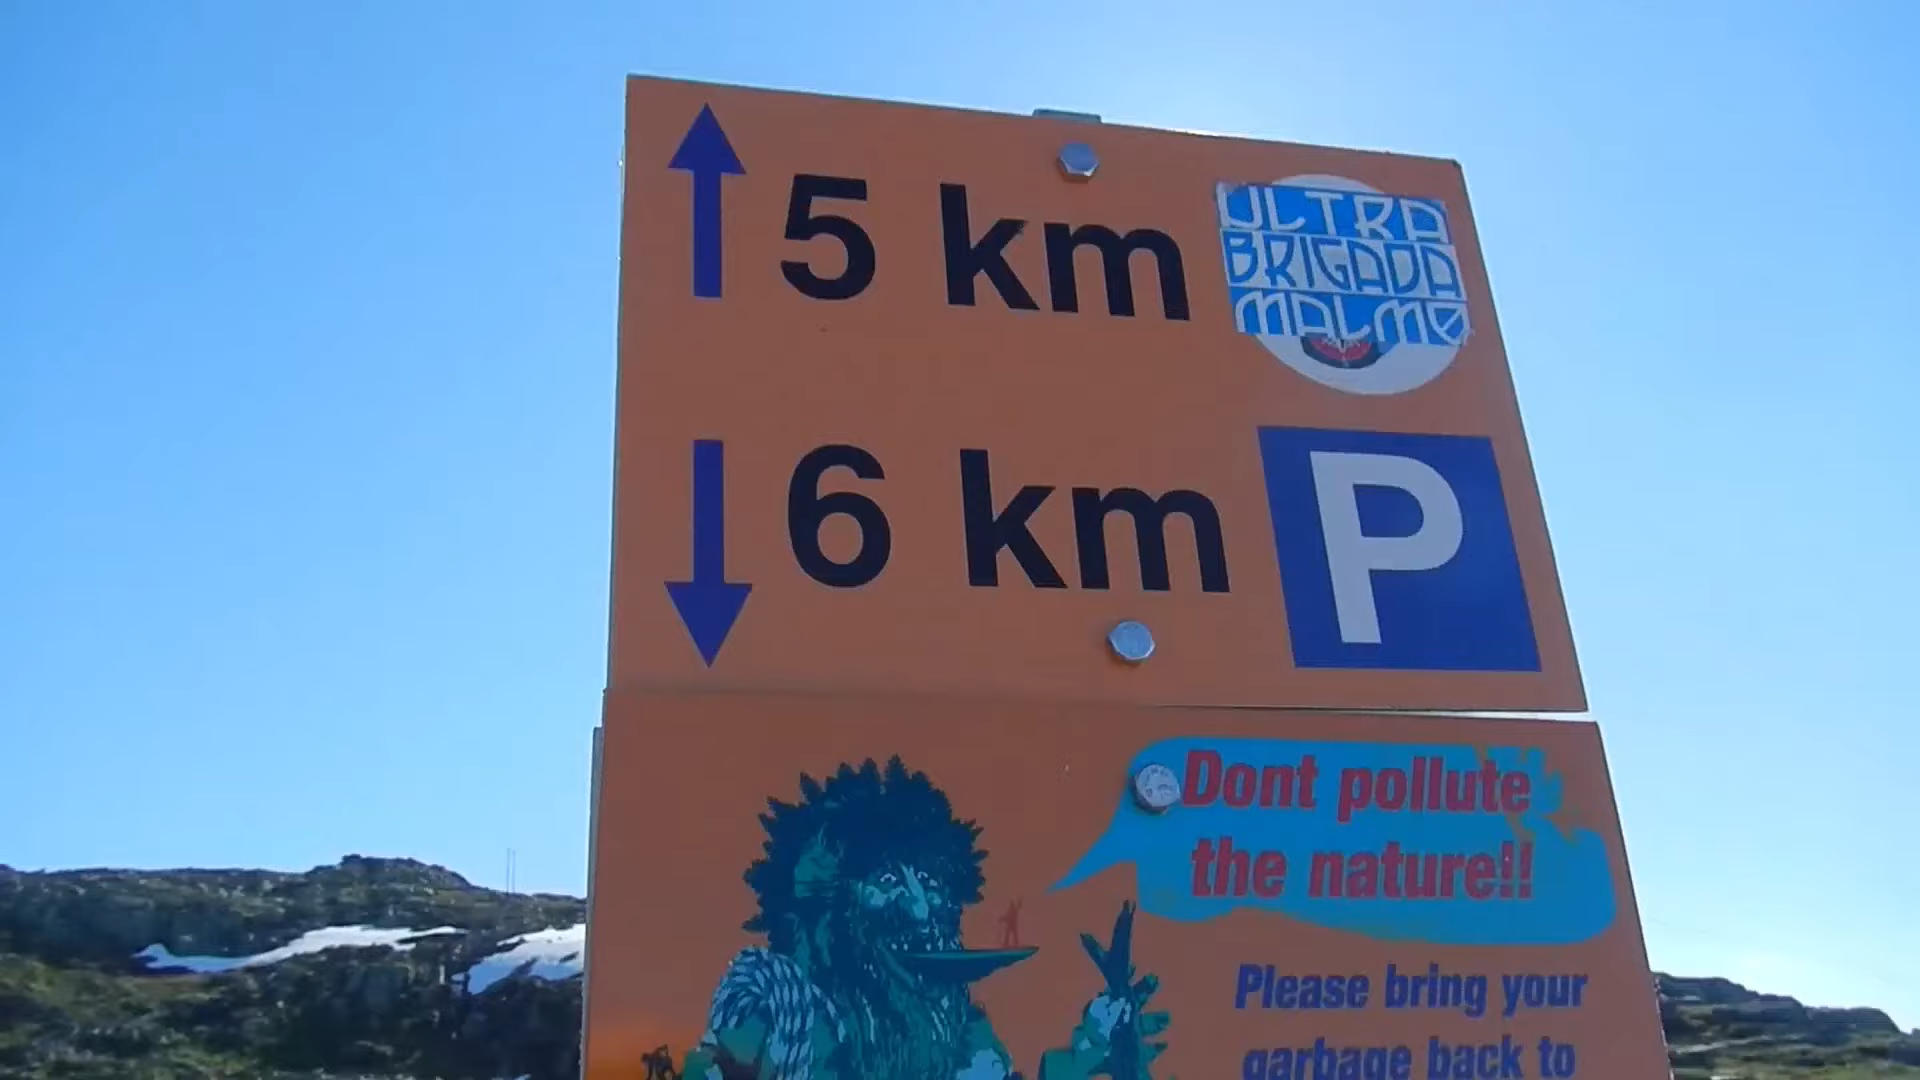 5 km
ULTRA
BRIGADA
MALMÖ
6 km
P
Dont pollute
the nature!!
Please bring your
garbage back to